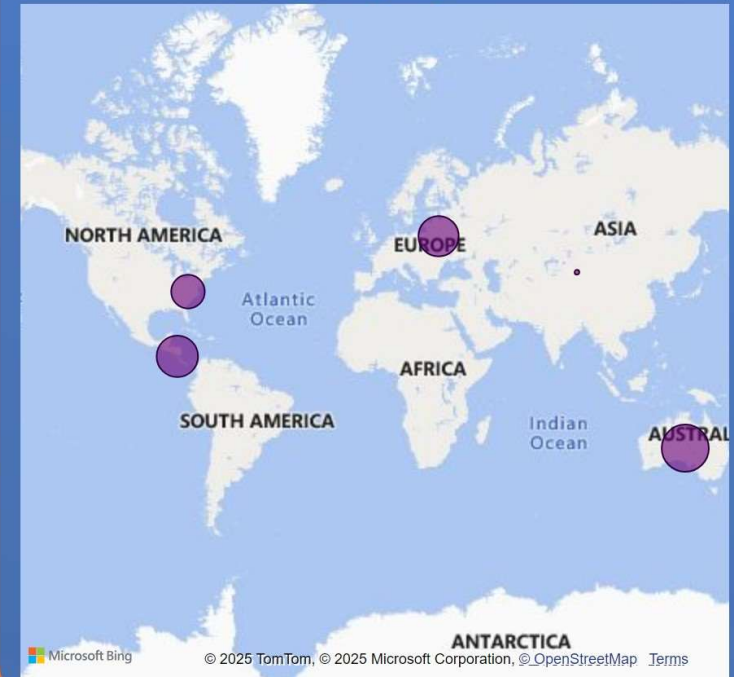 ASIA
NORTH AMERICA
EUROPE
Atlantic
Ocean
AFRICA
SOUTH AMERICA
Indian
Ocean
AUSTRAL
ANTARCTICA
Microsoft Bing
© 2025 TomTom, © 2025 Microsoft Corporation, © OpenStreetMap Terms